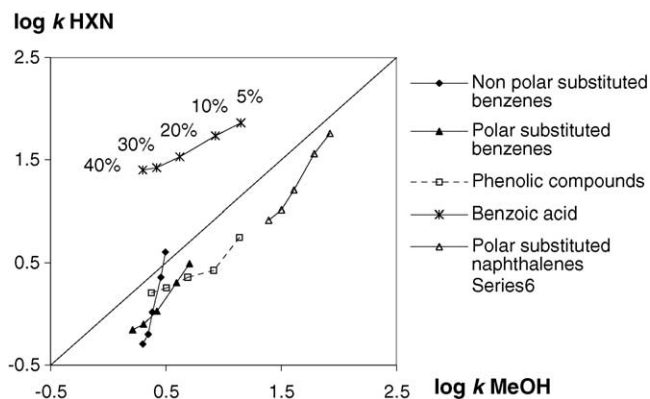 log k HXN
2.5
5%
10%
20%
30%
40%
1.5
0.5
-0.5
-0.5
0.5
1.5
2.5
log k MeOH
Non polar substituted
benzenes
Polar substituted
benzenes
Phenolic compounds
Benzoic acid
Polar substituted
naphthalenes
Series6